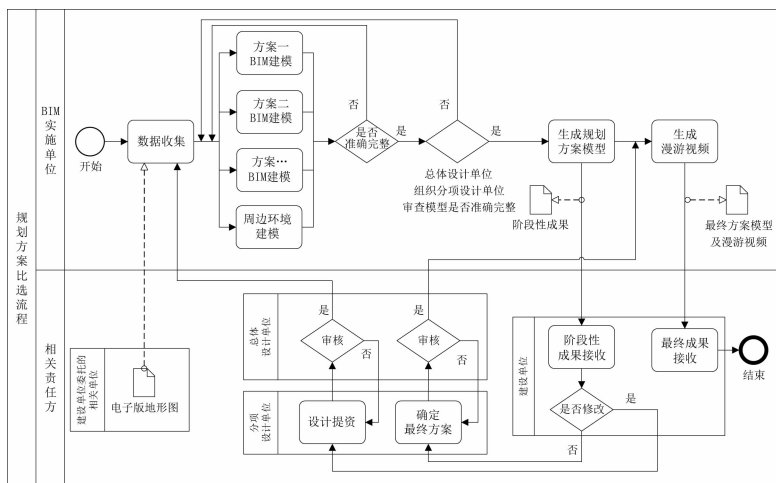 规划方案比选流程
BIM
实施单位
开始
数据收集
方案一
BIM建模
方案二
BIM建模
方案…
BIM建模
周边环境
建模
否
是否
准确完整
是
否
总体设计单位
组织分项设计单位
审查模型是否准确完整
是
生成规划
方案模型
阶段性成果
生成
漫游视频
最终方案模型
及漫游视频
相关责任方
建设单位委托的
相关单位
电子版地形图
总体
设计单位
是
审核
否
是
审核
否
分项
设计单位
设计提资
确定
最终方案
建设单位
阶段性
成果接收
最终成果
接收
是否修改
是
否
结束